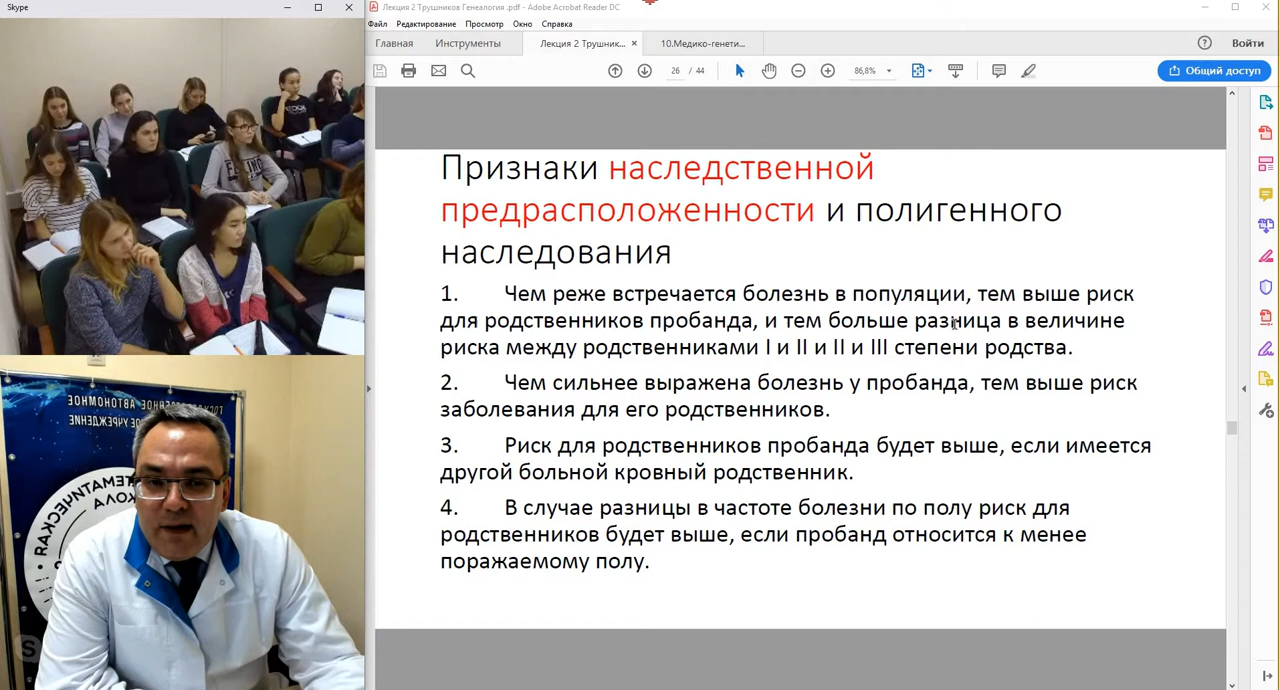 Skype
Лекция 2 Трушников Генеалогия .pdf - Adobe Acrobat Reader DC
Файл Редактирование Просмотр Окно Справка
Главная Инструменты Лекция 2 Трушник... × 10.Медико-генети... Войти
26 / 44 86,8% Общий доступ
Признаки наследственной
предрасположенности и полигенного
наследования
1. Чем реже встречается болезнь в популяции, тем выше риск
для родственников пробанда, и тем больше разница в величине
риска между родственниками I и II и II и III степени родства.
2. Чем сильнее выражена болезнь у пробанда, тем выше риск
заболевания для его родственников.
3. Риск для родственников пробанда будет выше, если имеется
другой больной кровный родственник.
4. В случае разницы в частоте болезни по полу риск для
родственников будет выше, если пробанд относится к менее
поражаемому полу.
АВТОНОМНОЕ
УЧРЕЖДЕНИЕ